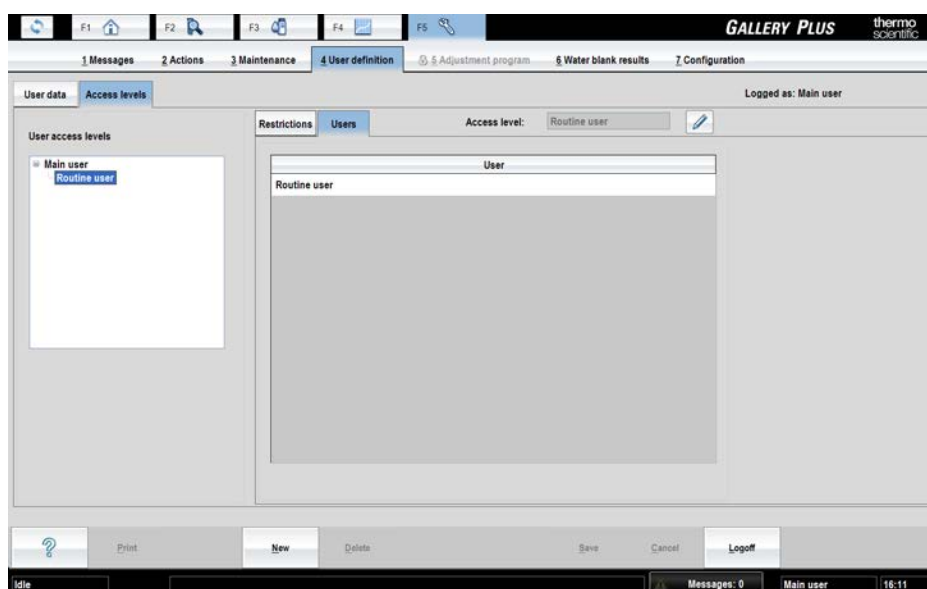 F1 F2 F3 F4 F5 GALLERY PLUS thermo scientific
1 Messages 2 Actions 3 Maintenance 4 User definition 5 Adjustment program 6 Water blank results 7 Configuration
User data Access levels Logged as: Main user
Restrictions Users Access level: Routine user
User access levels
Main user
Routine user
User
Routine user
? Print New Delete Save Cancel Logoff
Idle Messages: 0 Main user 16:11